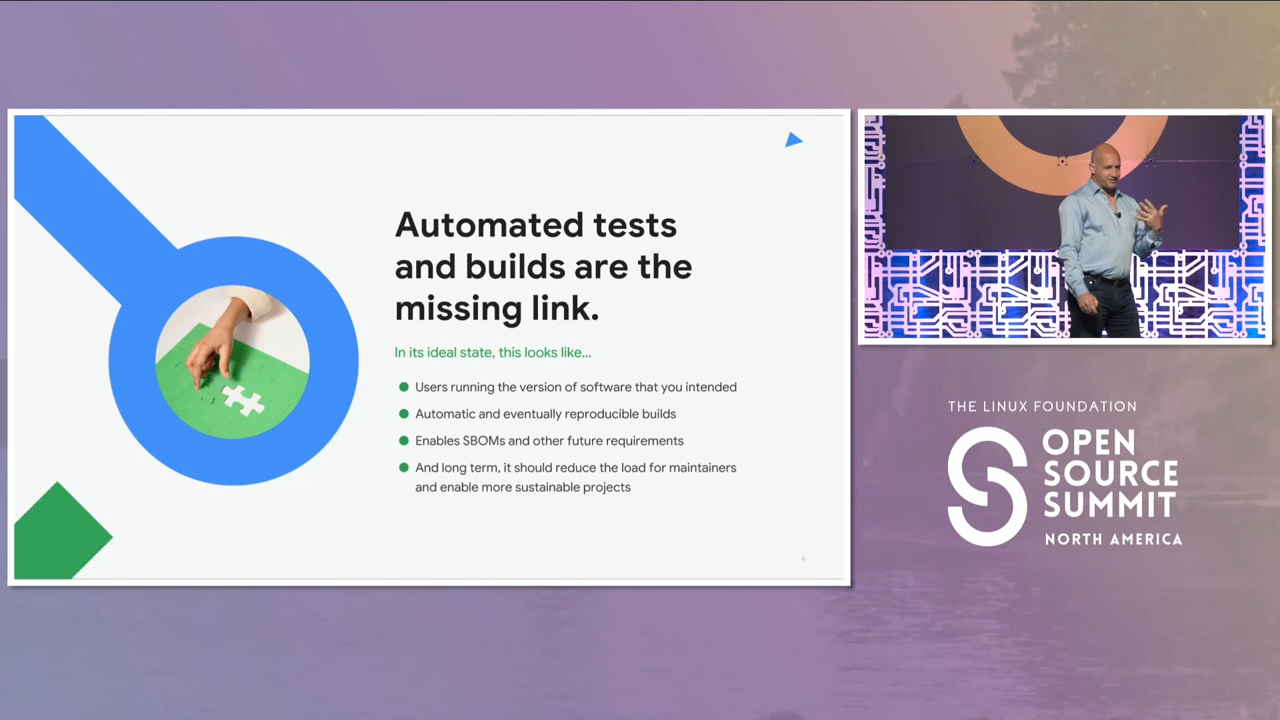 Automated tests
and builds are the
missing link.
In its ideal state, this looks like...
Users running the version of software that you intended
Automatic and eventually reproducible builds
Enables SBOMs and other future requirements
And long term, it should reduce the load for maintainers
and enable more sustainable projects
THE LINUX FOUNDATION
OPEN
SOURCE
SUMMIT
NORTH AMERICA